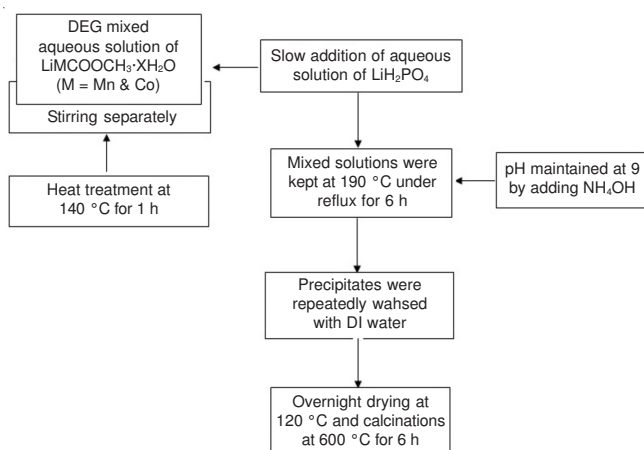 DEG mixed
aqueous solution of
LiMCOOCH₃·XH₂O
(M = Mn & Co)
Stirring separately
Slow addition of aqueous
solution of LiH₂PO₄
Heat treatment at
140 °C for 1 h
Mixed solutions were
kept at 190 °C under
reflux for 6 h
pH maintained at 9
by adding NH₄OH
Precipitates were
repeatedly wahsed
with DI water
Overnight drying at
120 °C and calcinations
at 600 °C for 6 h